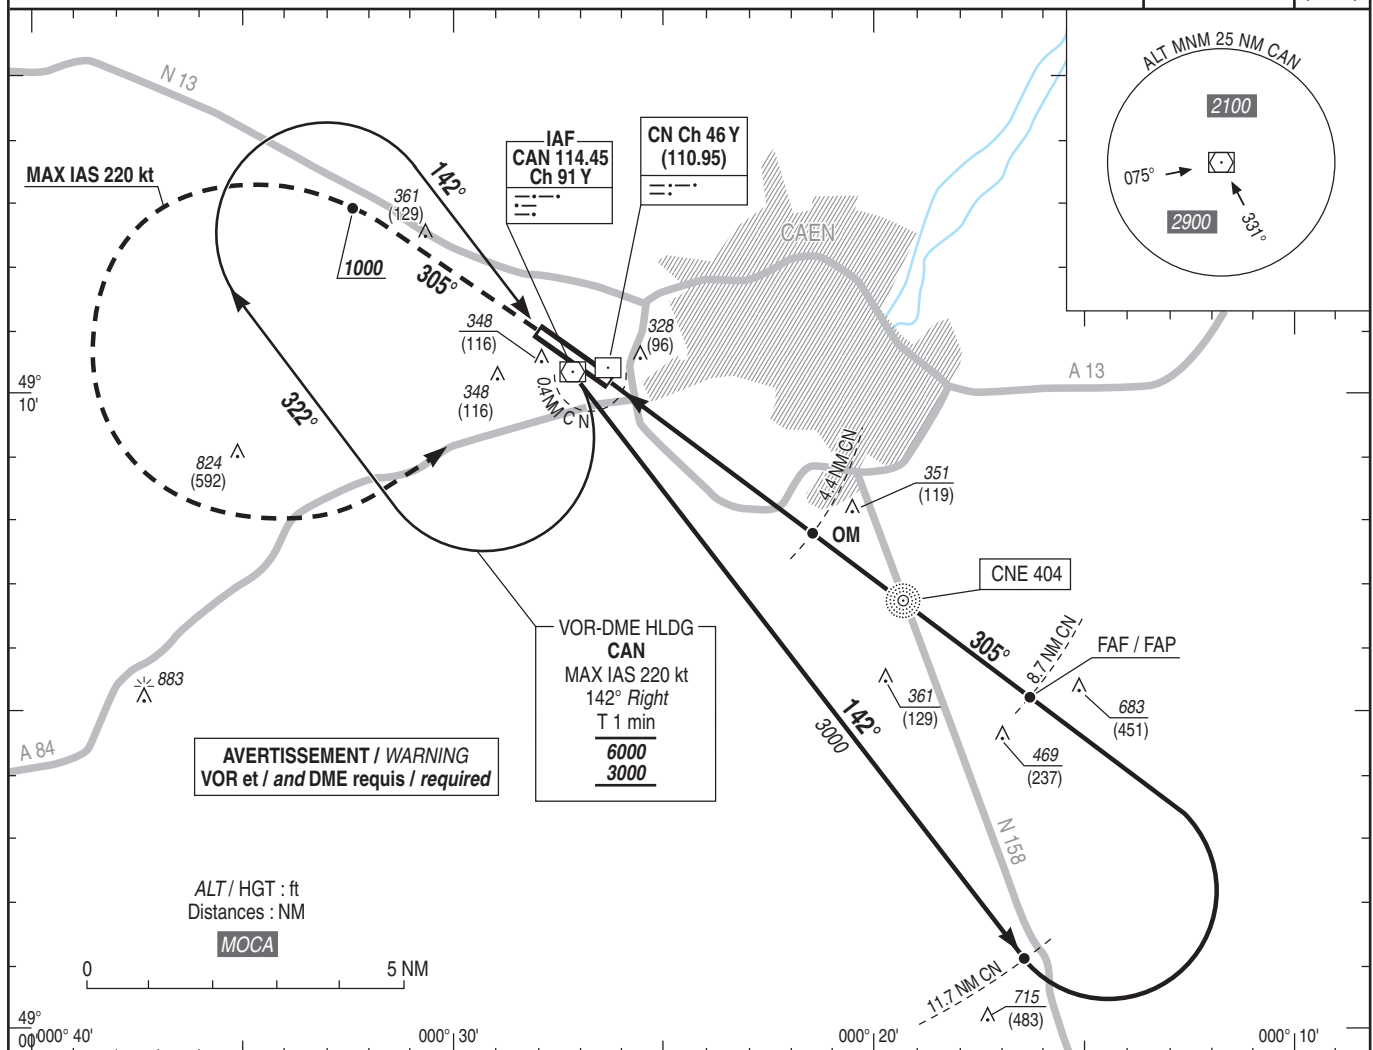 N 13
MAX IAS 220 kt
142°
361
(129)
1000
305°
IAF
CAN 114.45
Ch 91 Y
CN Ch 46 Y
(110.95)
CAEN
ALT MNM 25 NM CAN
2100
075°
2900
331°
348
(116)
328
(96)
348
(116)
0.4 NM CN
A 13
49°
10'
322°
824
(592)
4.4 NM CN
351
(119)
OM
CNE 404
305°
8.7 NM CN
FAF / FAP
683
(451)
469
(237)
361
(129)
142°
3000
VOR-DME HLDG
CAN
MAX IAS 220 kt
142° Right
T 1 min
6000
3000
883
A 84
AVERTISSEMENT / WARNING
VOR et / and DME requis / required
N 158
ALT / HGT : ft
Distances : NM
MOCA
0 5 NM
11.7 NM CN
715
(483)
49°
00'
000° 40' 000° 30' 000° 20' 000° 10'